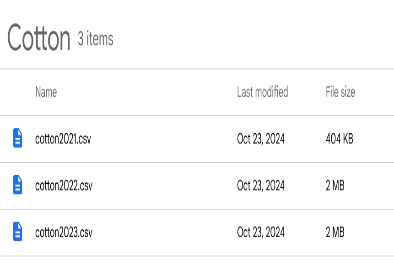 Cotton 3 items
Name Last modified File size
cotton2021.csv Oct 23, 2024 404 KB
cotton2022.csv Oct 23, 2024 2 MB
cotton2023.csv Oct 23, 2024 2 MB